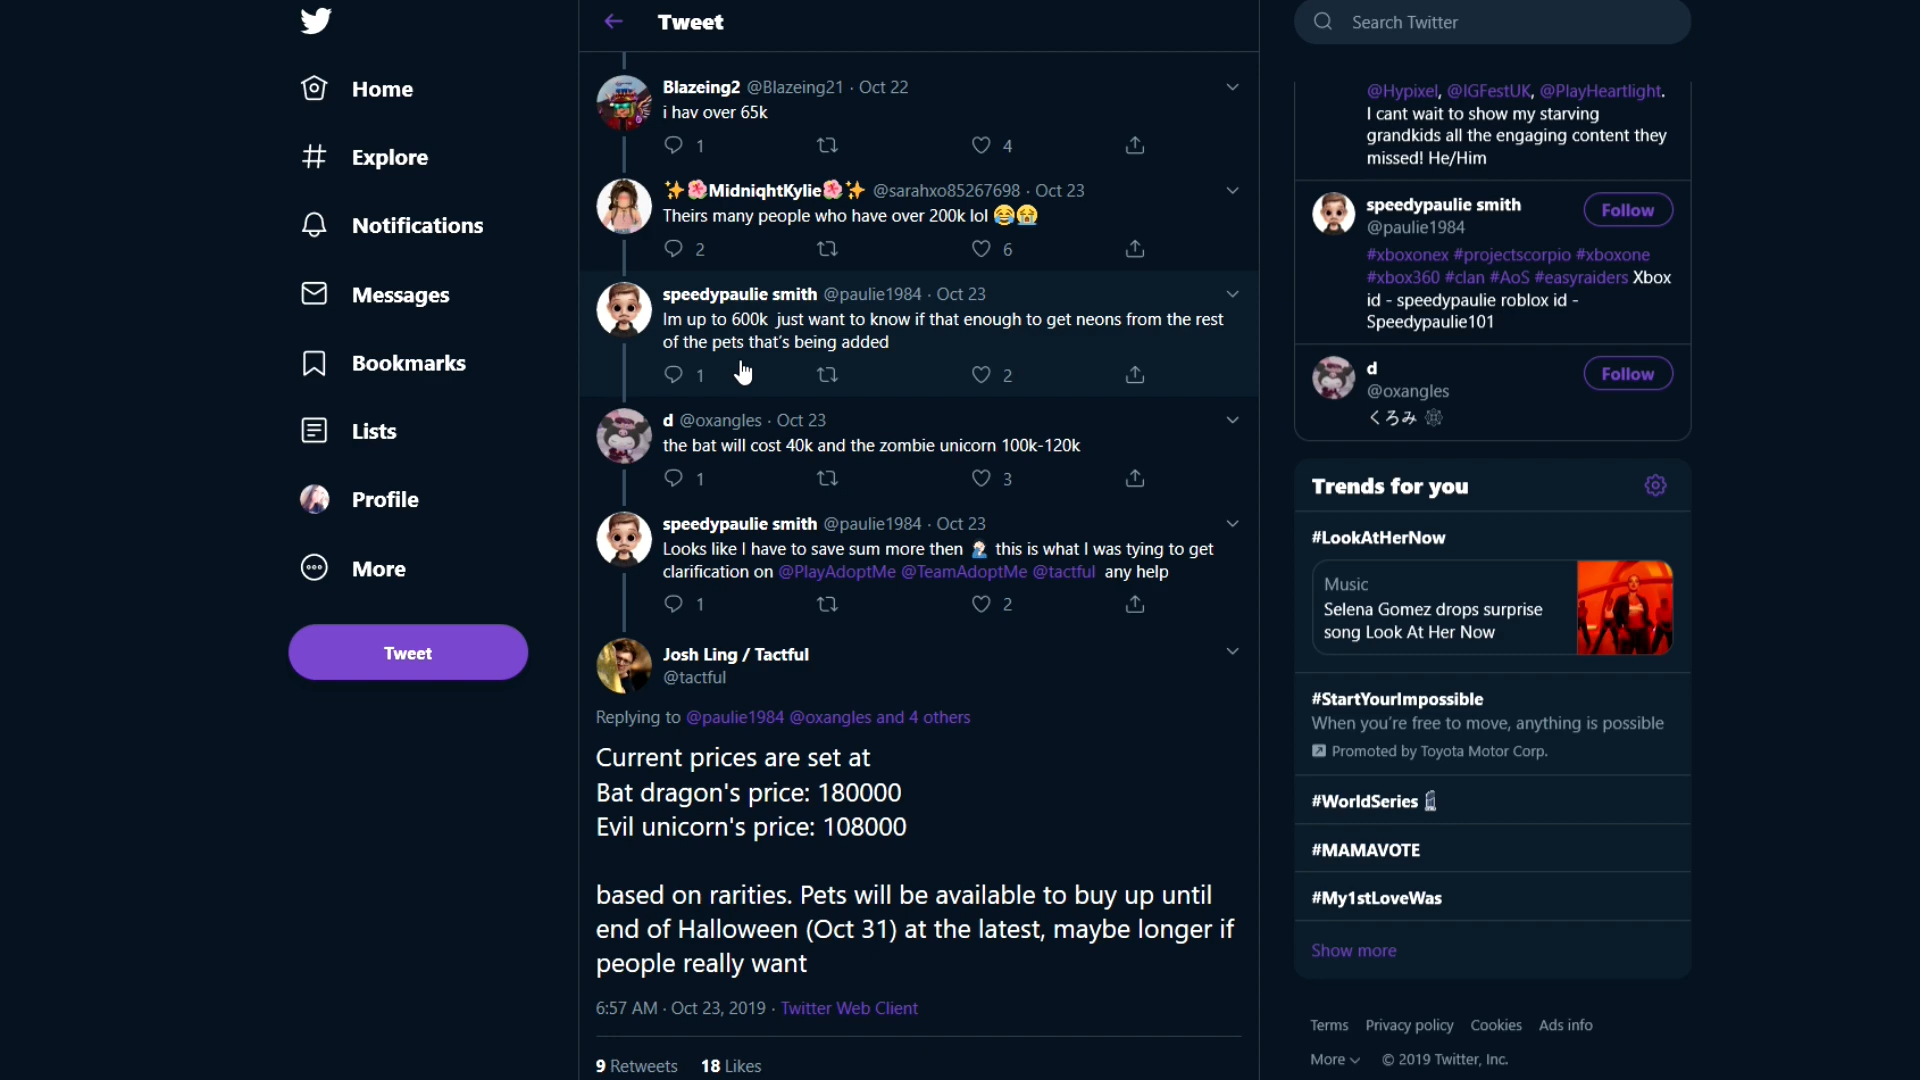 Home
Explore
Notifications
Messages
Bookmarks
Lists
Profile
More
Tweet
Tweet
Blazeing2 @Blazeing21 · Oct 22
i hav over 65k
1 4
✨🌺MidniqhtKylie🌺✨ @sarahxo85267698 · Oct 23
Theirs many people who have over 200k lol 😂😭
2 6
speedypaulie smith @paulie1984 · Oct 23
Im up to 600k just want to know if that enough to get neons from the rest
of the pets that's being added
1 2
d @oxangles · Oct 23
the bat will cost 40k and the zombie unicorn 100k-120k
1 3
speedypaulie smith @paulie1984 · Oct 23
Looks like I have to save sum more then 🤦🏻‍♂️ this is what I was tying to get
clarification on @PlayAdoptMe @TeamAdoptMe @tactful any help
1 2
Josh Ling / Tactful
@tactful
Replying to @paulie1984 @oxangles and 4 others
Current prices are set at
Bat dragon's price: 180000
Evil unicorn's price: 108000
based on rarities. Pets will be available to buy up until
end of Halloween (Oct 31) at the latest, maybe longer if
people really want
6:57 AM · Oct 23, 2019 · Twitter Web Client
9 Retweets 18 Likes
Search Twitter
@Hypixel, @IGFestUK, @PlayHeartlight.
I cant wait to show my starving
grandkids all the engaging content they
missed! He/Him
speedypaulie smith
@paulie1984
Follow
#xboxonex #projectscorpio #xboxone
#xbox360 #clan #AoS #easyraiders Xbox
id - speedypaulie roblox id -
Speedypaulie101
d
@oxangles
Follow
くろみ 🕸
Trends for you
#LookAtHerNow
Music
Selena Gomez drops surprise
song Look At Her Now
#StartYourImpossible
When you're free to move, anything is possible
Promoted by Toyota Motor Corp.
#WorldSeries
#MAMAVOTE
#My1stLoveWas
Show more
Terms Privacy policy Cookies Ads info
More © 2019 Twitter, Inc.